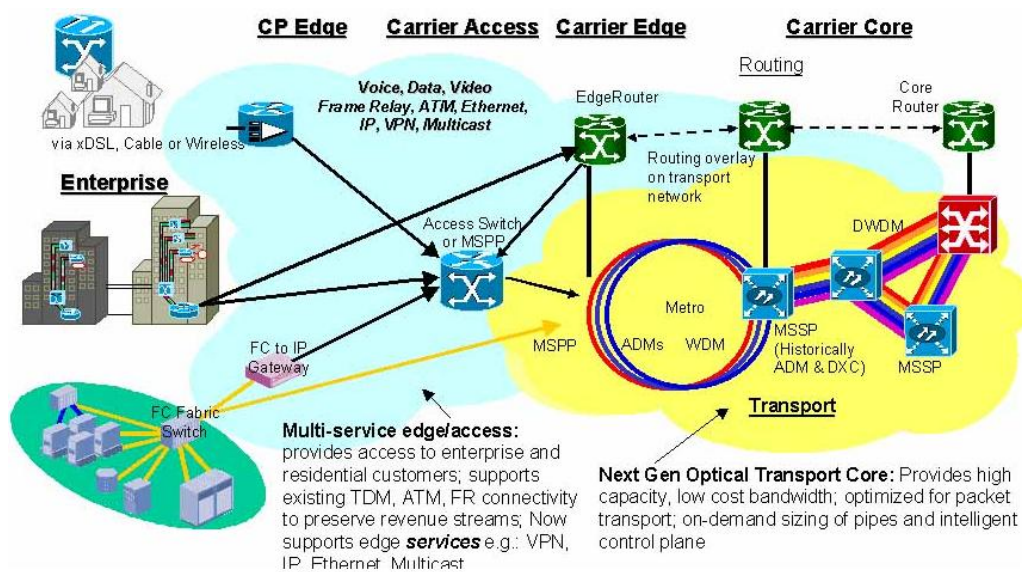 CP Edge
Carrier Access
Carrier Edge
Carrier Core
Voice, Data, Video
Frame Relay, ATM, Ethernet,
IP, VPN, Multicast
Routing
EdgeRouter
Core
Router
via xDSL, Cable or Wireless
Routing overlay
on transport
network
Enterprise
Access Switch
or MSPP
DWDM
Metro
MSPP
ADMs
WDM
MSSP
(Historically
ADM & DXC)
MSSP
FC to IP
Gateway
Transport
FC Fabric
Switch
Multi-service edge/access:
provides access to enterprise and
residential customers; supports
existing TDM, ATM, FR connectivity
to preserve revenue streams; Now
supports edge services e.g.: VPN,
IP, Ethernet, Multicast
Next Gen Optical Transport Core: Provides high
capacity, low cost bandwidth; optimized for packet
transport; on-demand sizing of pipes and intelligent
control plane